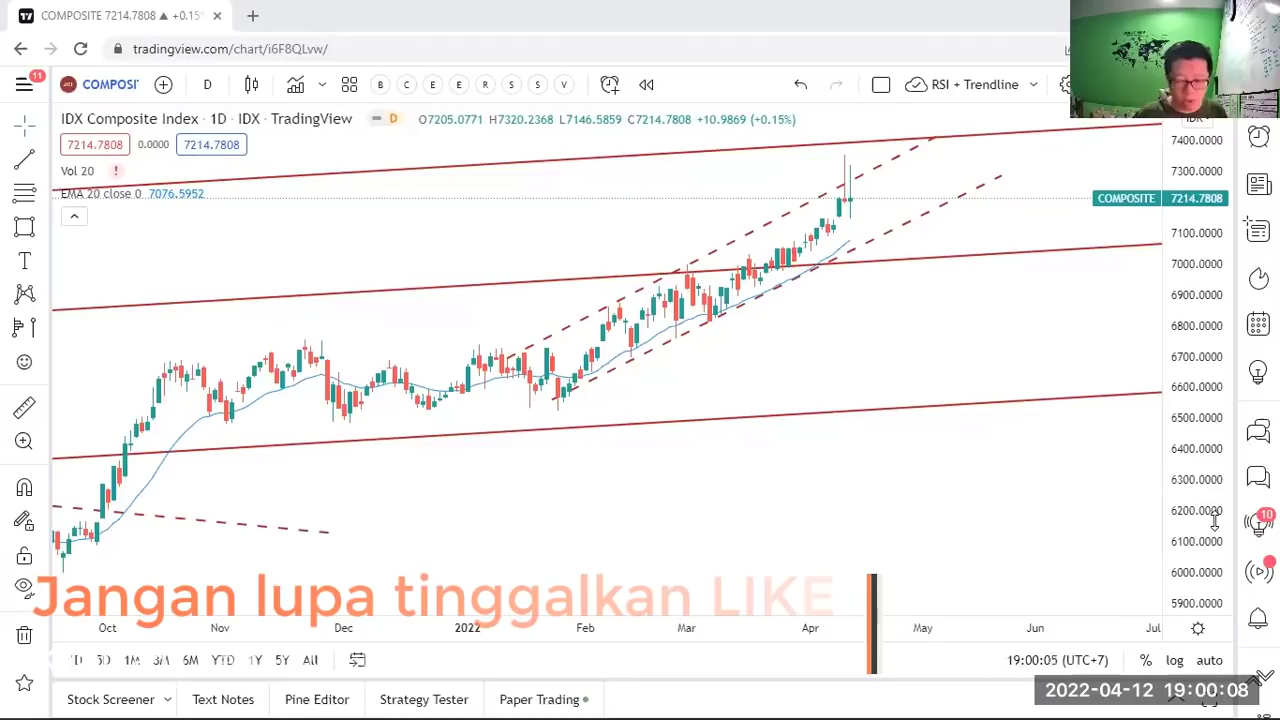 COMPOSITE 7214.7808 ▲ +0.15%
tradingview.com/chart/i6F8QLvw/
11
COMPOSI
D
B C E E R S S V
RSI + Trendline
IDX Composite Index · 1D · IDX · TradingView
D
O7205.0771 H7320.2368 L7146.5859 C7214.7808 +10.9869 (+0.15%)
7214.7808 0.0000 7214.7808
Vol 20
EMA 20 close 0 7076.5952
7400.0000
7300.0000
COMPOSITE 7214.7808
7100.0000
7000.0000
6900.0000
6800.0000
6700.0000
6600.0000
6500.0000
6400.0000
6300.0000
6200.0000
10
6100.0000
6000.0000
5900.0000
Jangan lupa tinggalkan LIKE
Oct Nov Dec 2022 Feb Mar Apr May Jun Jul
5D 1M 3M 6M YTD 1Y 5Y All
19:00:05 (UTC+7) % log auto
2022-04-12 19:00:08
Stock Screener Text Notes Pine Editor Strategy Tester Paper Trading